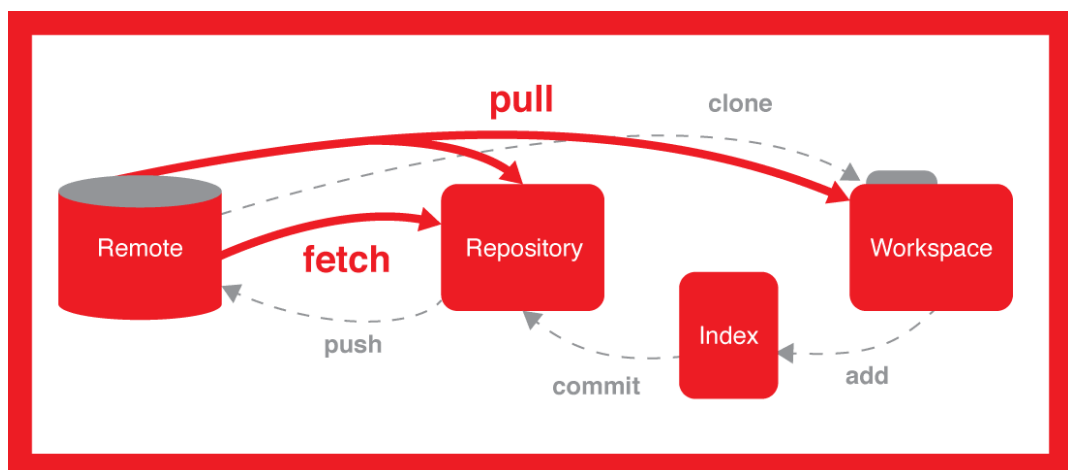 pull
clone
Remote
fetch
Repository
Workspace
push
Index
commit
add